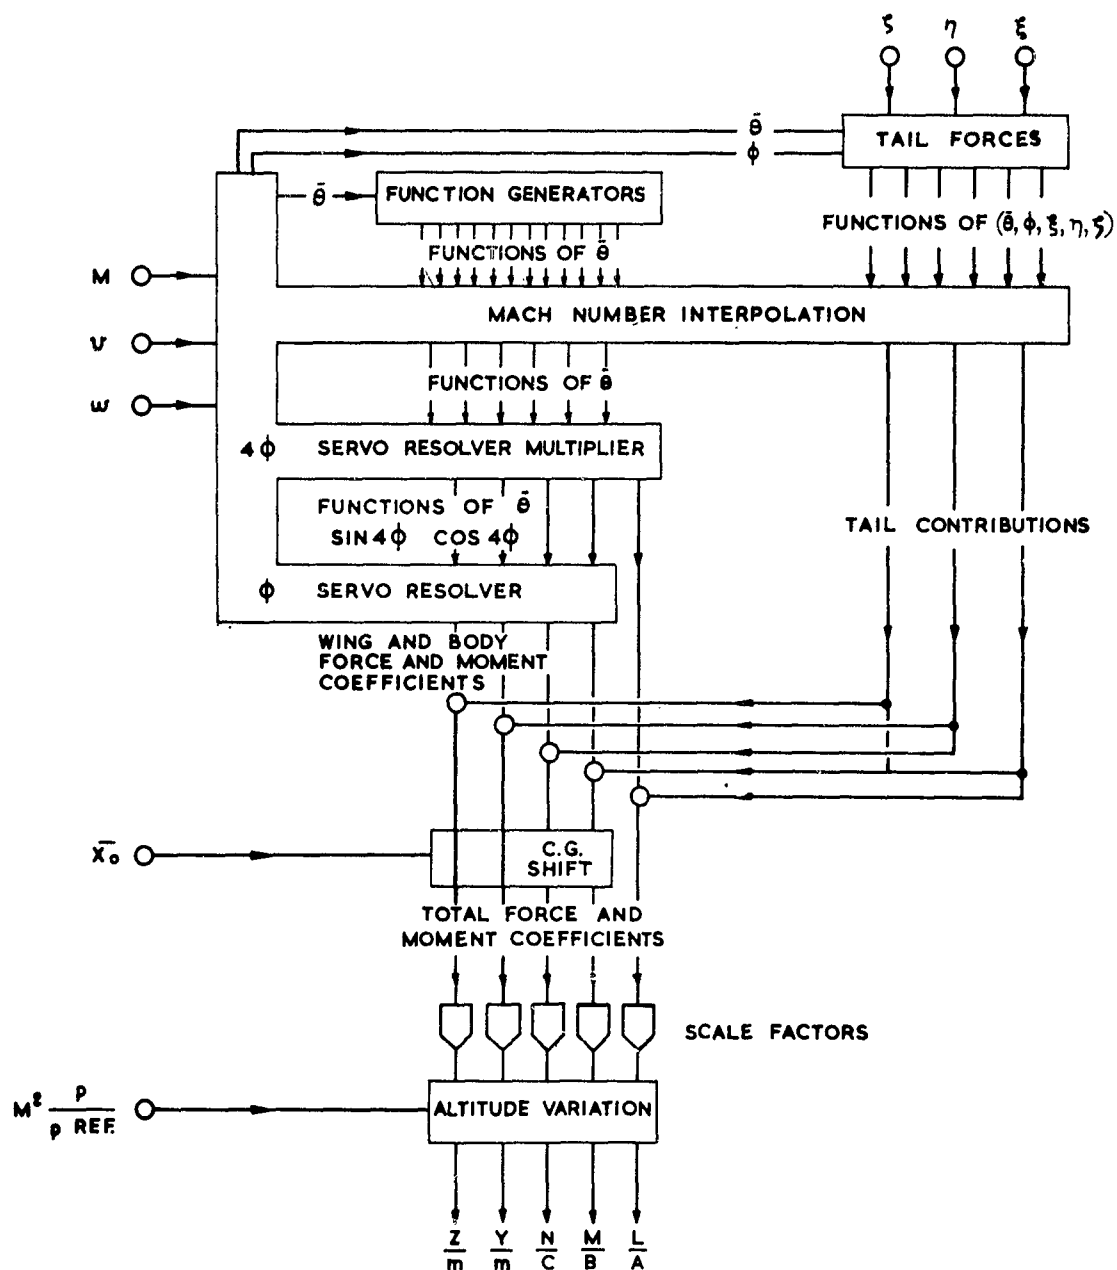 ζ η ξ
θ̄
TAIL FORCES
ϕ
θ̄
FUNCTION GENERATORS
FUNCTIONS OF (θ̄, ϕ, ξ, η, ζ)
FUNCTIONS OF θ̄
M
MACH NUMBER INTERPOLATION
υ
FUNCTIONS OF θ̄
w
4ϕ SERVO RESOLVER MULTIPLIER
FUNCTIONS OF θ̄
SIN 4ϕ COS 4ϕ
TAIL CONTRIBUTIONS
ϕ SERVO RESOLVER
WING AND BODY
FORCE AND MOMENT
COEFFICIENTS
X̄₀
C.G.
SHIFT
TOTAL FORCE AND
MOMENT COEFFICIENTS
SCALE FACTORS
M² p
p REF.
ALTITUDE VARIATION
Z Y N M L
m m C B A